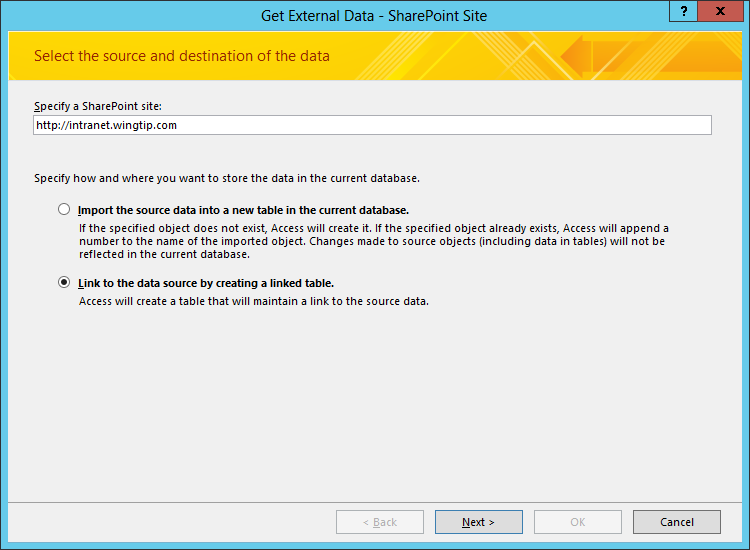 Get External Data - SharePoint Site
? x
Select the source and destination of the data
Specify a SharePoint site:
http://intranet.wingtip.com
Specify how and where you want to store the data in the current database.
Import the source data into a new table in the current database.
If the specified object does not exist, Access will create it. If the specified object already exists, Access will append a
number to the name of the imported object. Changes made to source objects (including data in tables) will not be
reflected in the current database.
Link to the data source by creating a linked table.
Access will create a table that will maintain a link to the source data.
< Back Next > OK Cancel